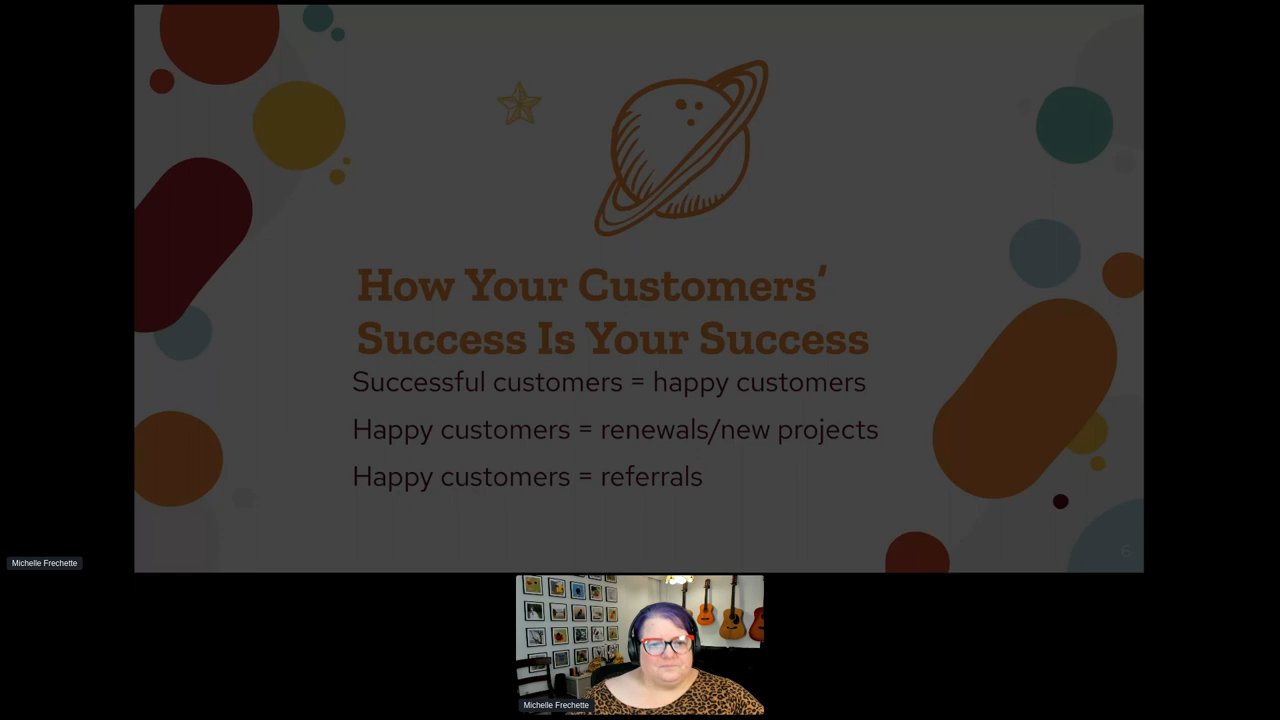 How Your Customers’
Success Is Your Success
Successful customers = happy customers
Happy customers = renewals/new projects
Happy customers = referrals
6
Michelle Frechette
Michelle Frechette